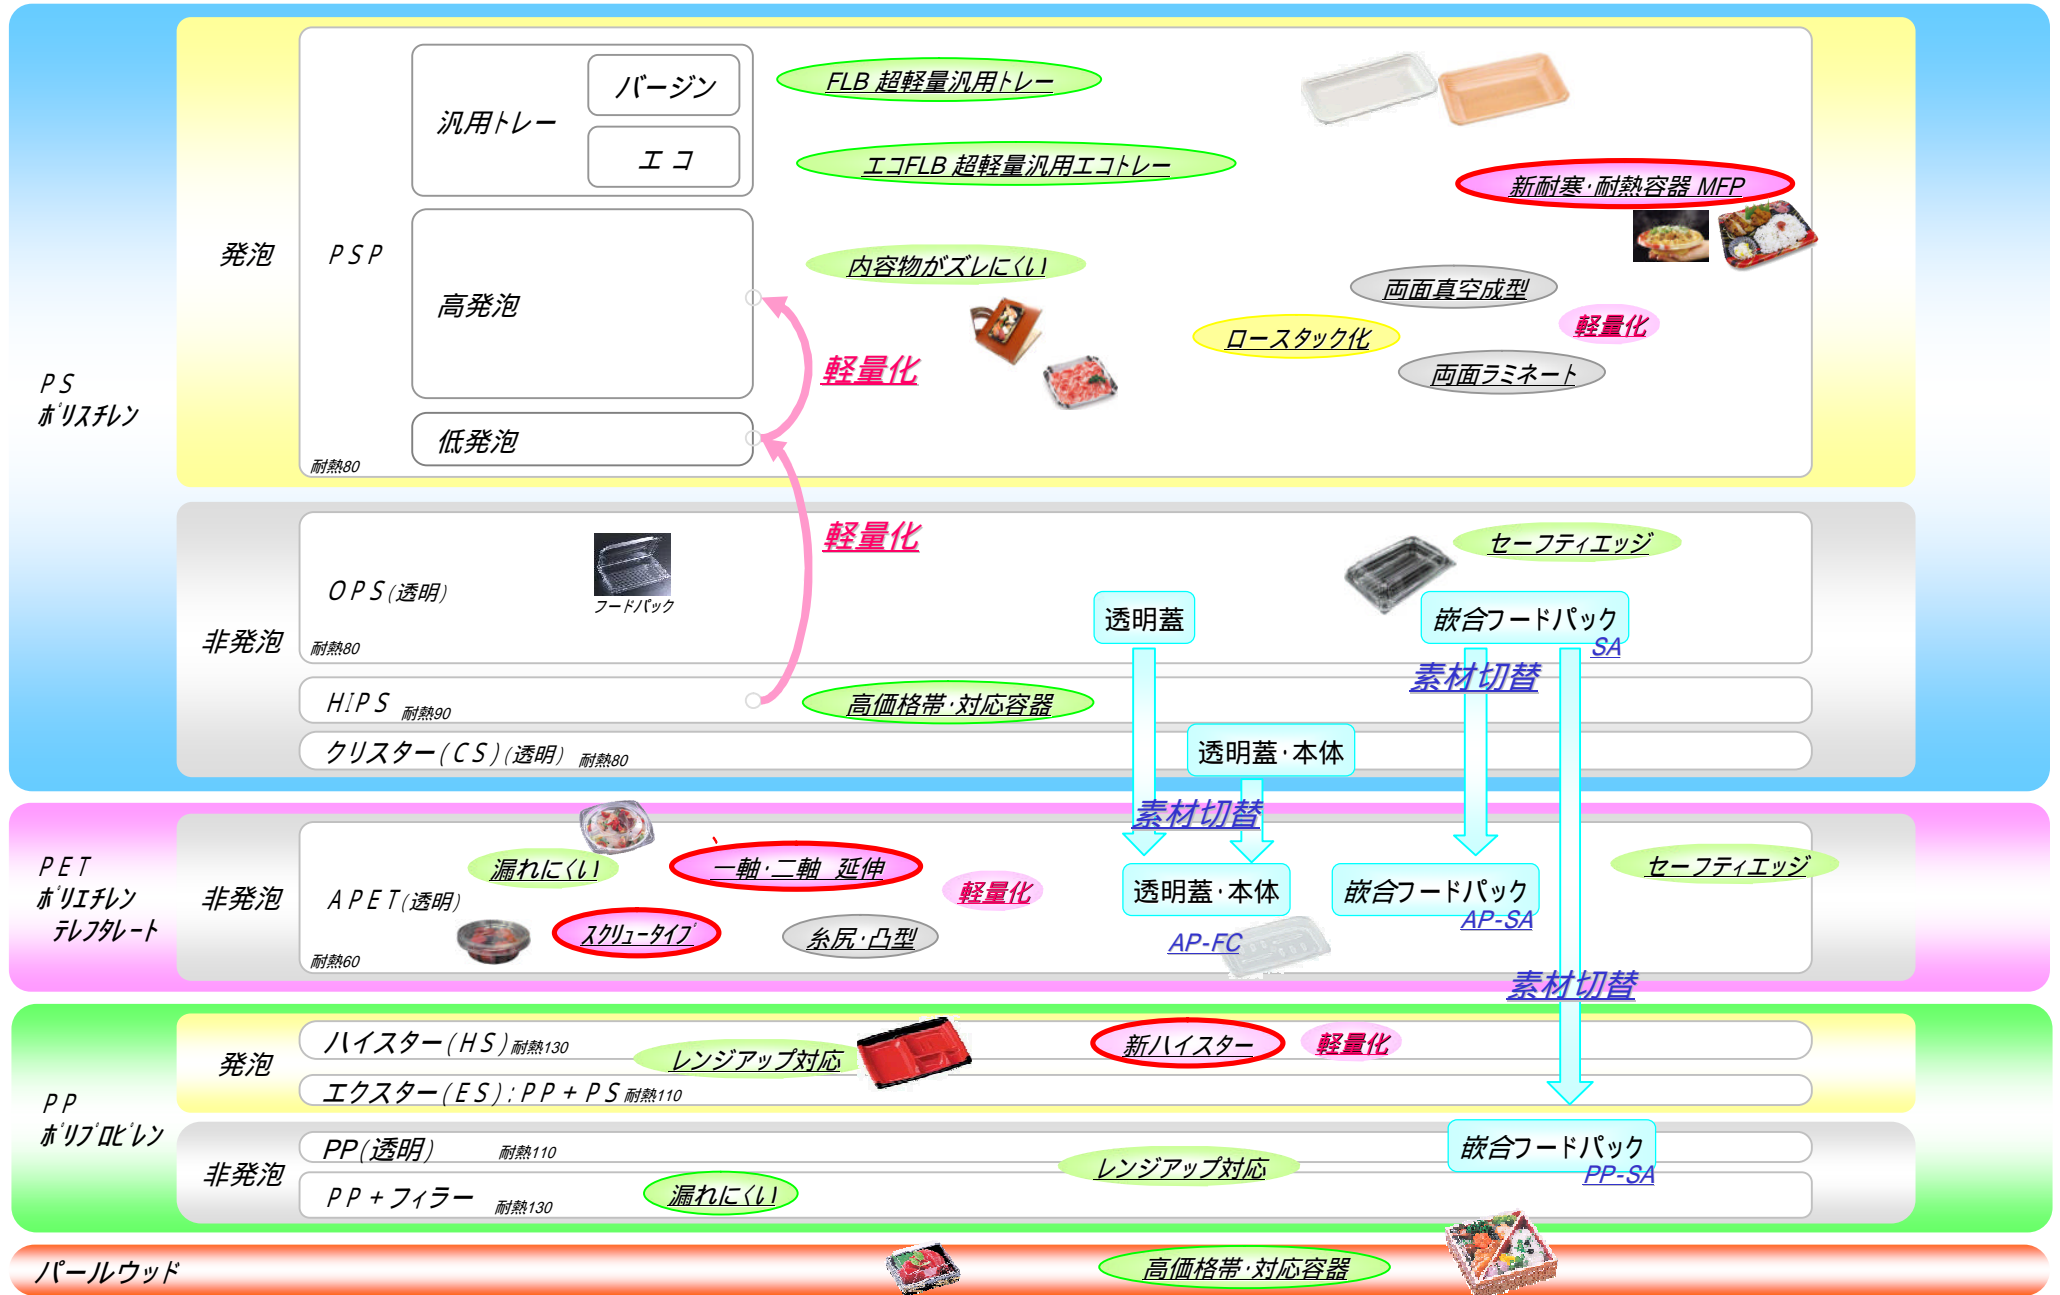 PS
ポリスチレン
発泡
PSP
汎用トレー
バージン
エコ
FLB 超軽量汎用トレー
エコFLB 超軽量汎用エコトレー
新耐寒・耐熱容器 MFP
高発泡
内容物がズレにくい
両面真空成型
ロースタック化
軽量化
両面ラミネート
軽量化
低発泡
耐熱80
非発泡
OPS(透明)
フードパック
耐熱80
軽量化
セーフティエッジ
透明蓋
嵌合フードパック
SA
素材切替
HIPS 耐熱90
高価格帯・対応容器
クリスター(CS)(透明) 耐熱80
透明蓋・本体
素材切替
PET
ポリエチレン
テレフタレート
非発泡
APET(透明)
耐熱60
漏れにくい
一軸・二軸 延伸
軽量化
スクリュータイプ
糸尻・凸型
透明蓋・本体
AP-FC
嵌合フードパック
AP-SA
セーフティエッジ
素材切替
PP
ポリプロピレン
発泡
ハイスター(HS)耐熱130
レンジアップ対応
新ハイスター
軽量化
エクスター(ES):PP+PS耐熱110
非発泡
PP(透明) 耐熱110
レンジアップ対応
嵌合フードパック
PP-SA
PP+フィラー 耐熱130
漏れにくい
パールウッド
高価格帯・対応容器